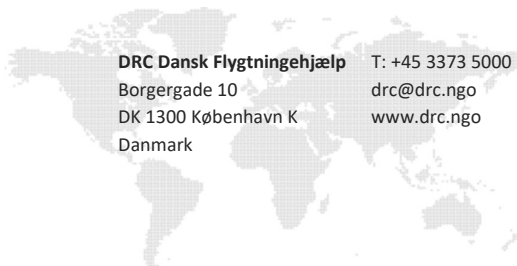 DRC Dansk Flygtningehjælp
Borgergade 10
DK 1300 København K
Danmark
T: +45 3373 5000
drc@drc.ngo
www.drc.ngo